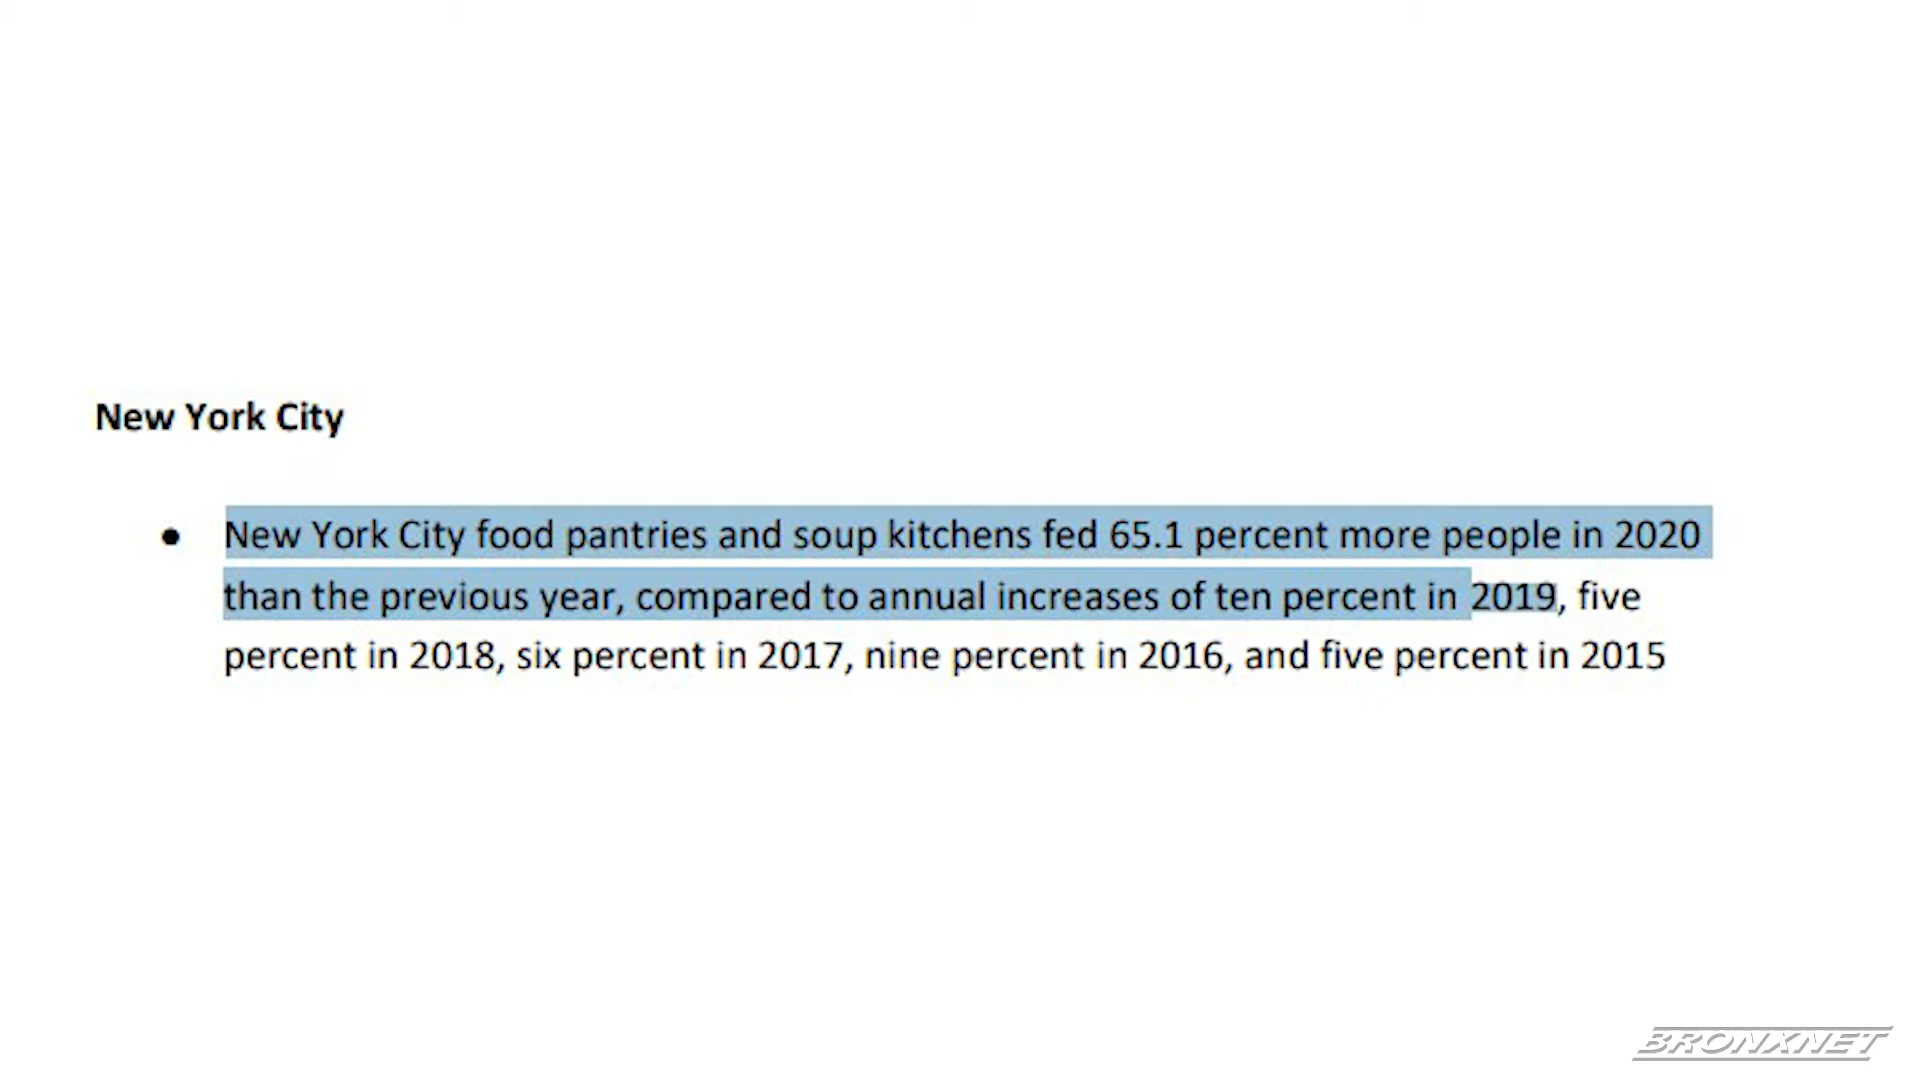 New York City
• New York City food pantries and soup kitchens fed 65.1 percent more people in 2020
than the previous year, compared to annual increases of ten percent in 2019, five
percent in 2018, six percent in 2017, nine percent in 2016, and five percent in 2015
BRONXNET